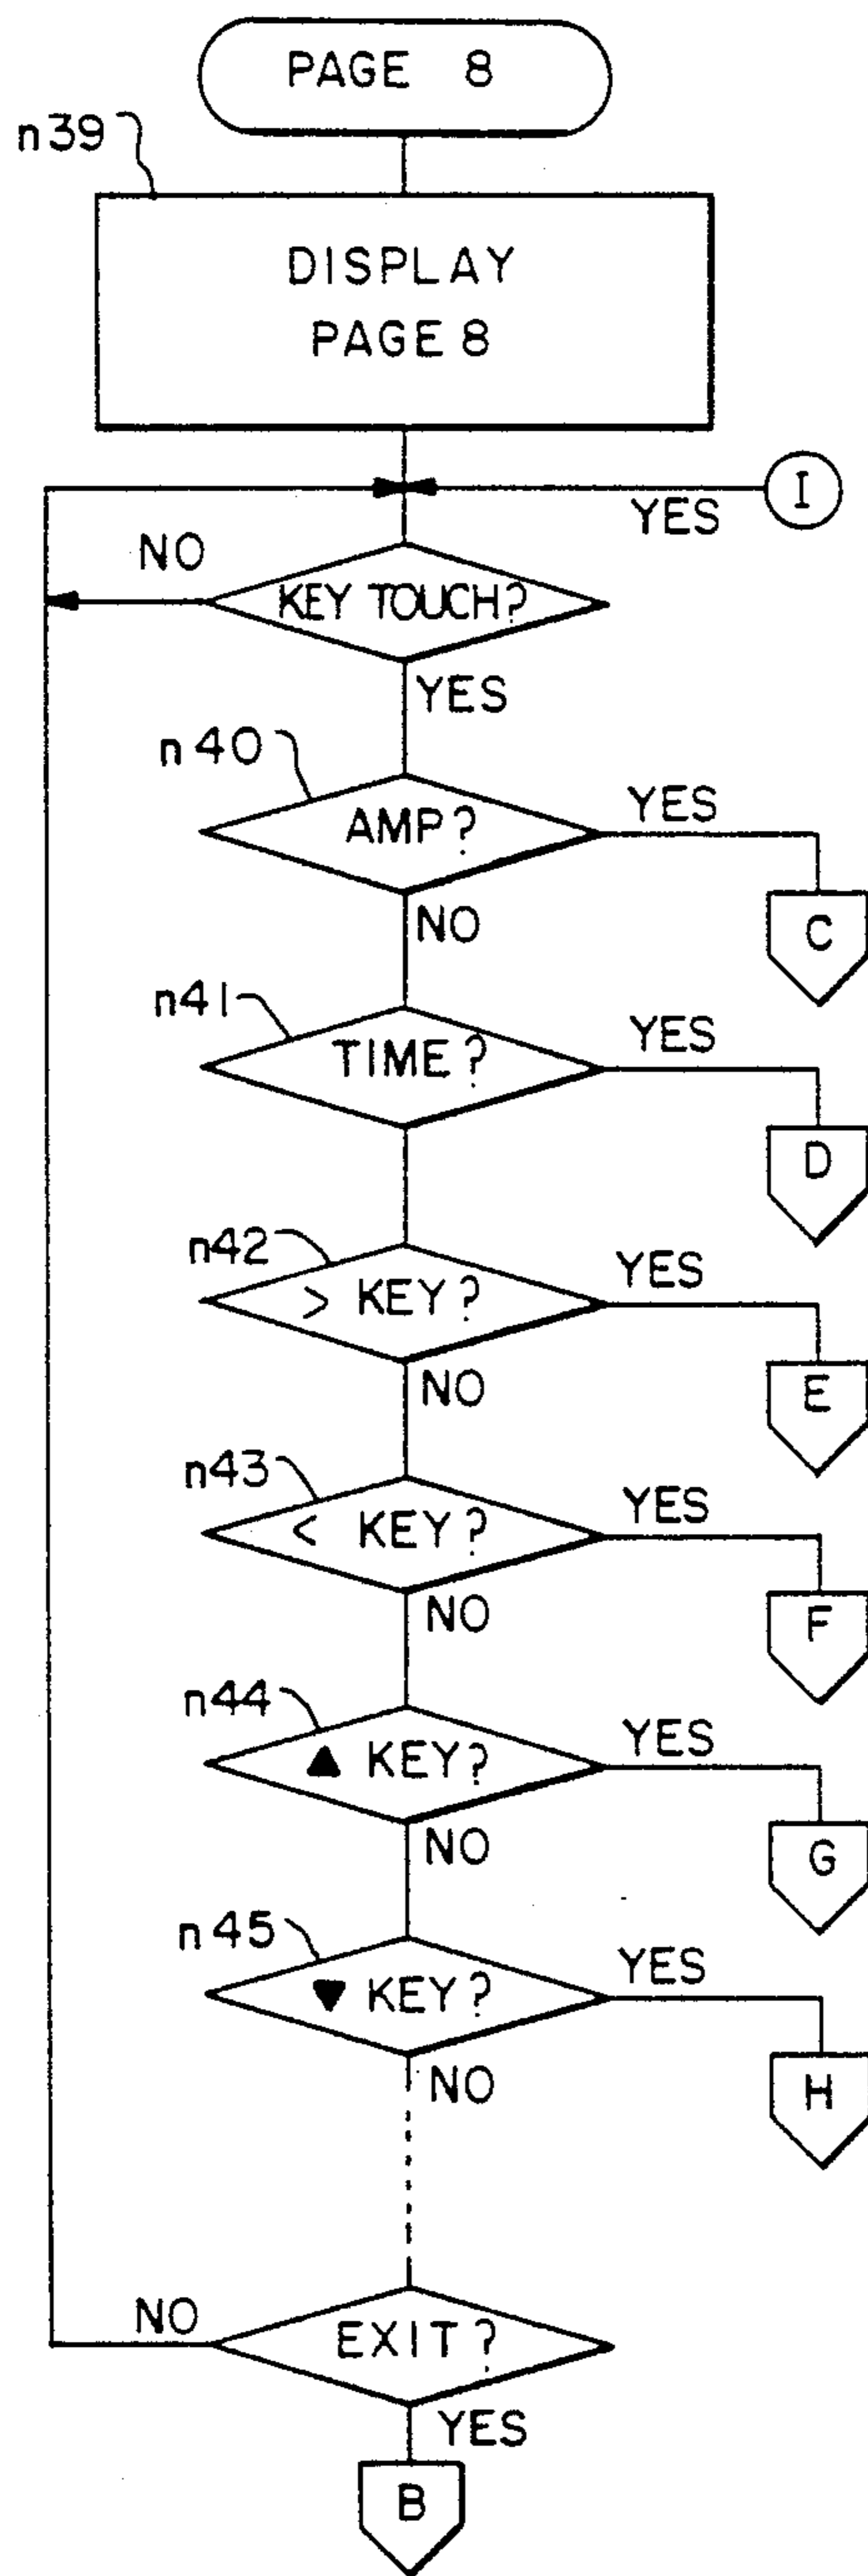 PAGE 8
n39
DISPLAY
PAGE 8
I
YES
NO
KEY TOUCH?
YES
n40
AMP?
YES
C
NO
n41
TIME?
YES
D
n42
> KEY?
YES
E
NO
n43
< KEY?
YES
F
NO
n44
▲ KEY?
YES
G
NO
n45
▼ KEY?
YES
H
NO
NO
EXIT?
YES
B